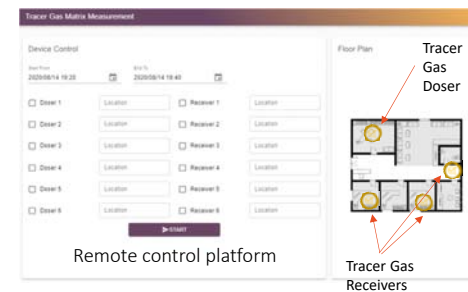 Tracer Gas Matrix Measurement
Device Control
Start From
End To
2020/08/14 19:20
2020/08/14 19:40
Doser 1 Location Receiver 1 Location
Doser 2 Location Receiver 2 Location
Doser 3 Location Receiver 3 Location
Doser 4 Location Receiver 4 Location
Doser 5 Location Receiver 5 Location
Doser 6 Location Receiver 6 Location
START
Remote control platform
Floor Plan
Tracer
Gas
Doser
Tracer Gas
Receivers